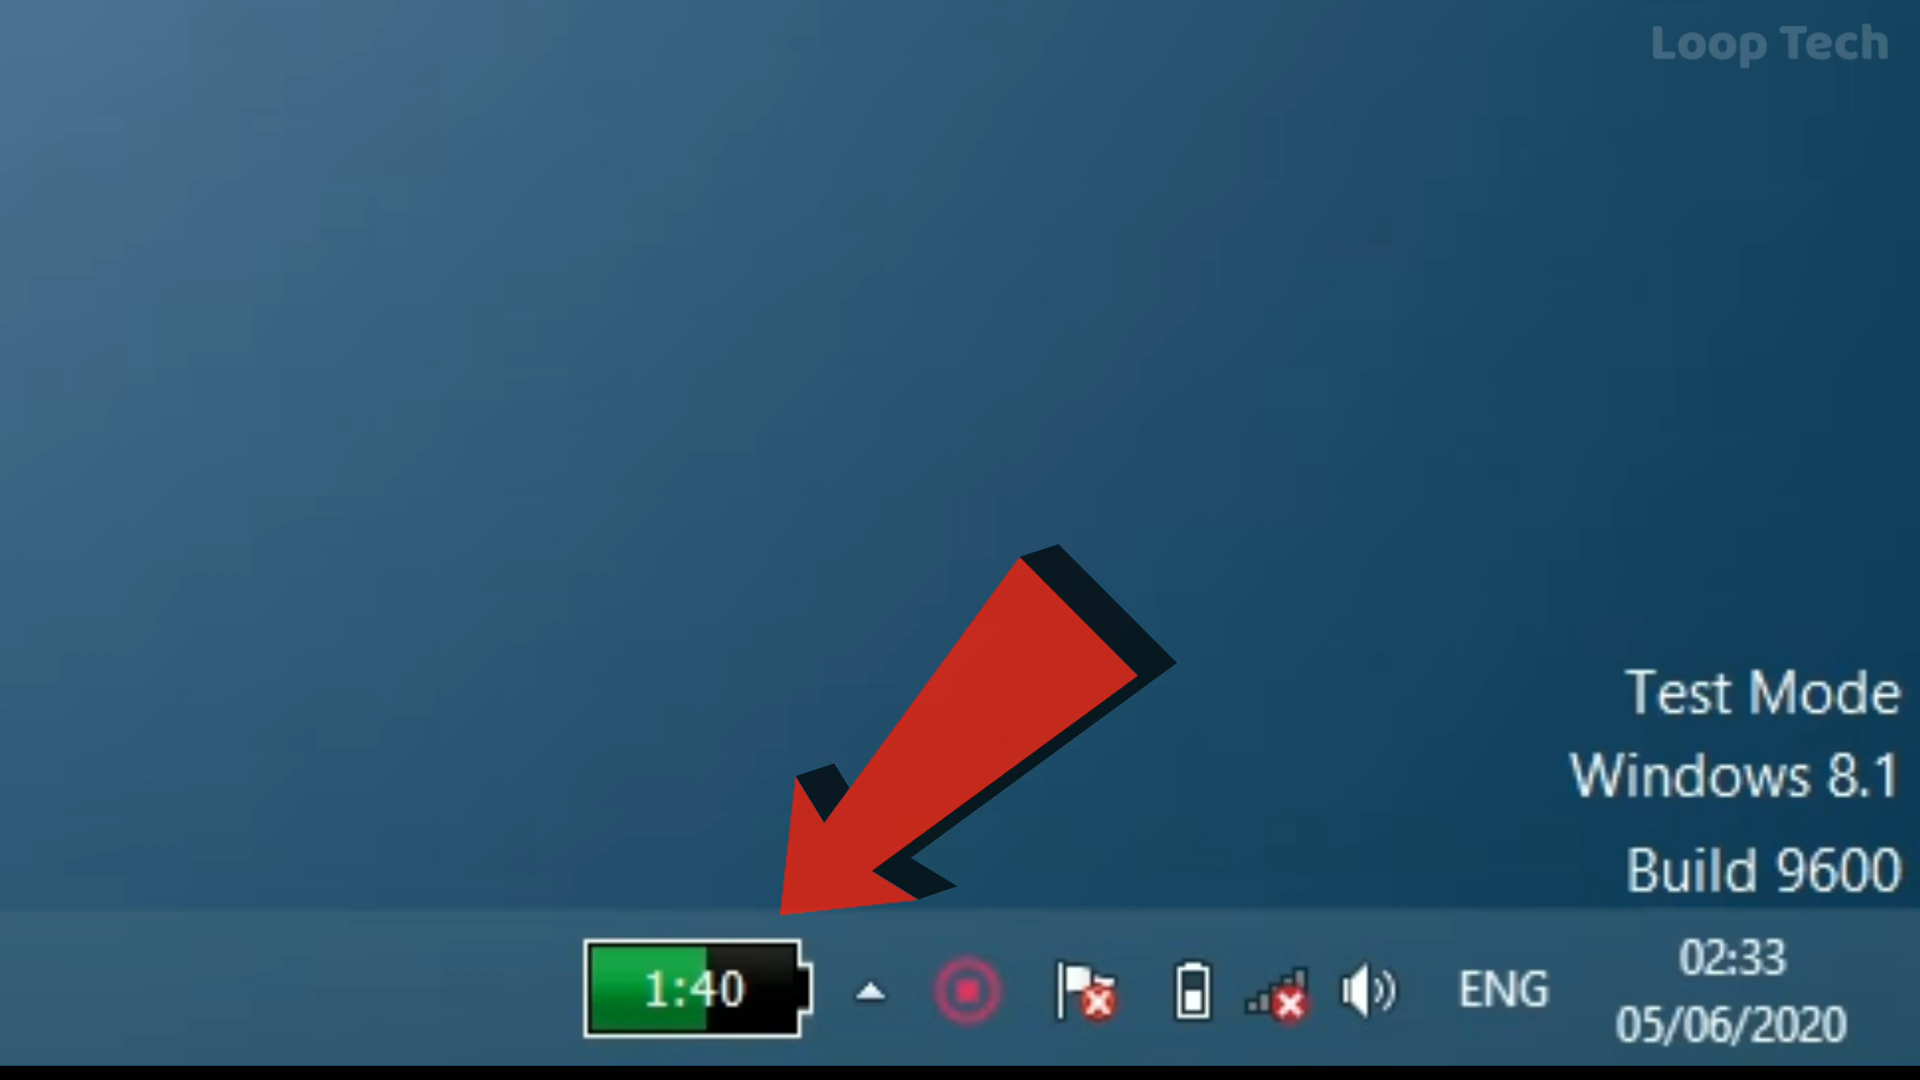 Loop Tech
Test Mode
Windows 8.1
Build 9600
1:40
ENG
02:33
05/06/2020